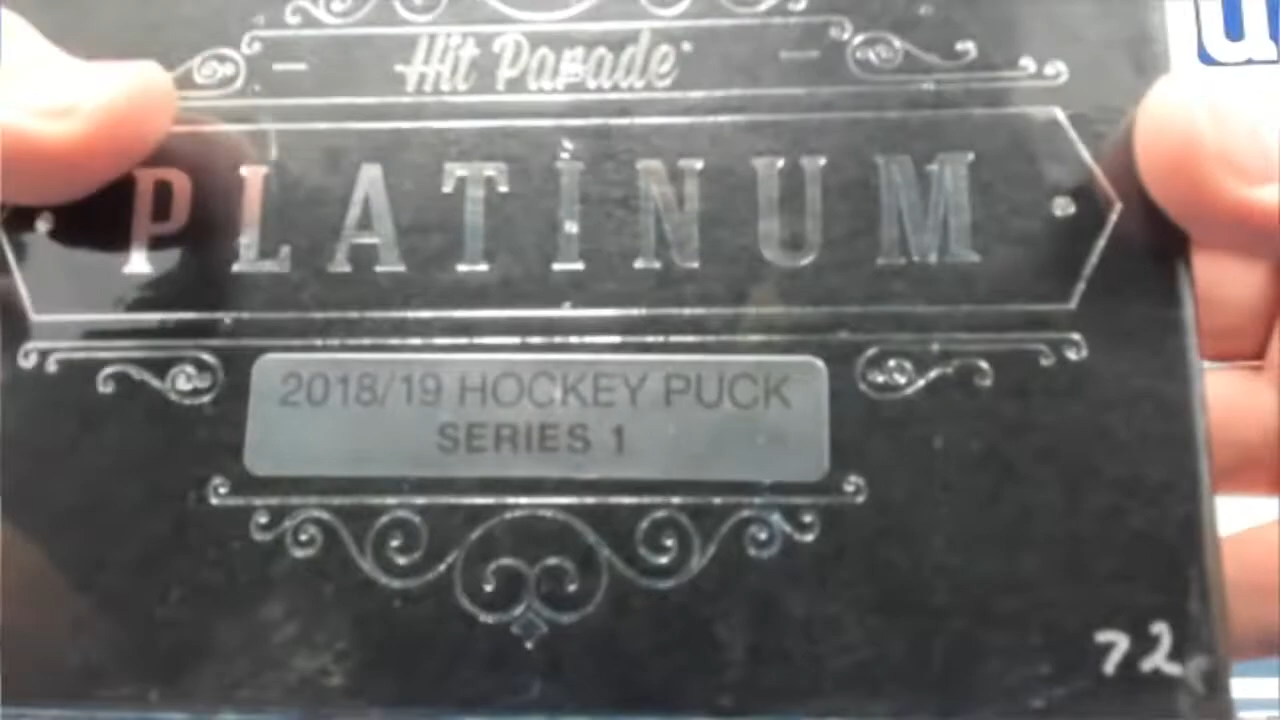 Hit Parade
PLATINUM
2018/19 HOCKEY PUCK
SERIES 1
72